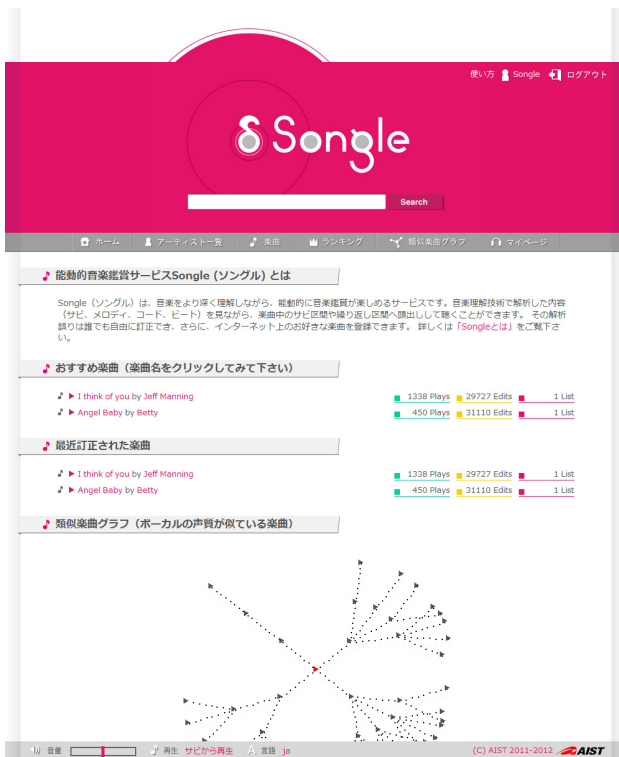 使い方 Songle ログアウト
Songle
Search
ホーム アーティスト一覧 楽曲 ランキング 類似楽曲グラフ マイページ
能動的音楽鑑賞サービスSongle (ソングル) とは
Songle（ソングル）は、音楽をより深く理解しながら、能動的に音楽鑑賞が楽しめるサービスです。音楽理解技術で解析した内容
（サビ、メロディ、コード、ビート）を見ながら、楽曲中のサビ区間や繰り返し区間へ頭出しして聴くことができます。 その解析
誤りは誰でも自由に訂正でき、さらに、インターネット上のお好きな楽曲を登録できます。 詳しくは「Songleとは」をご覧下さ
い。
おすすめ楽曲（楽曲名をクリックしてみて下さい）
I think of you by Jeff Manning 1338 Plays 29727 Edits 1 List
Angel Baby by Betty 450 Plays 31110 Edits 1 List
最近訂正された楽曲
I think of you by Jeff Manning 1338 Plays 29727 Edits 1 List
Angel Baby by Betty 450 Plays 31110 Edits 1 List
類似楽曲グラフ（ボーカルの声質が似ている楽曲）
音量 再生 サビから再生 A 言語 ja (C) AIST 2011-2012 AIST